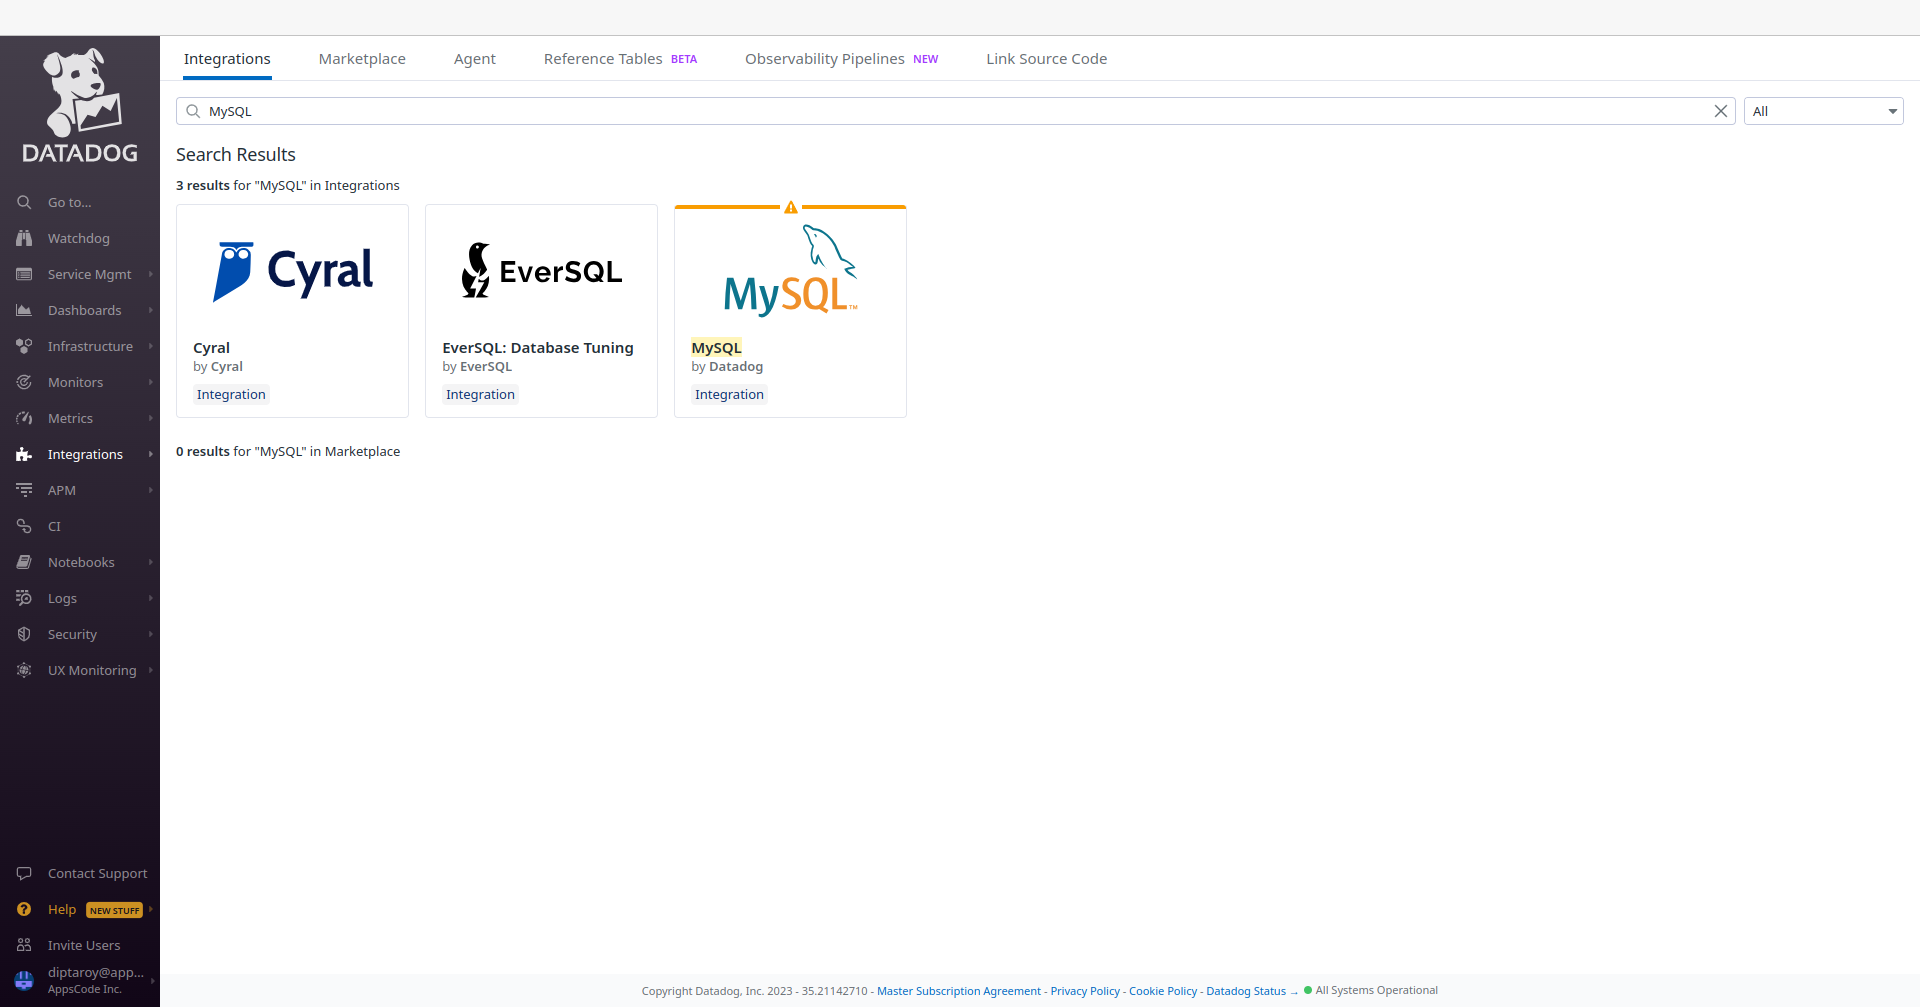 Integrations
Marketplace
Agent
Reference Tables BETA
Observability Pipelines NEW
Link Source Code
DATADOG
Go to...
Watchdog
Service Mgmt
Dashboards
Infrastructure
Monitors
Metrics
Integrations
APM
CI
Notebooks
Logs
Security
UX Monitoring
Contact Support
Help NEW STUFF
Invite Users
diptaroy@app...
AppsCode Inc.
MySQL
All
Search Results
3 results for "MySQL" in Integrations
Cyral
Cyral
by Cyral
Integration
EverSQL
EverSQL: Database Tuning
by EverSQL
Integration
MySQL™
MySQL
by Datadog
Integration
0 results for "MySQL" in Marketplace
Copyright Datadog, Inc. 2023 - 35.21142710 - Master Subscription Agreement - Privacy Policy - Cookie Policy - Datadog Status → All Systems Operational